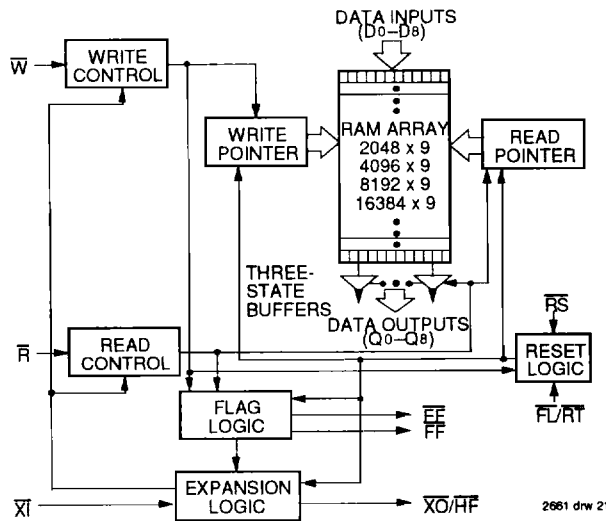 DATA INPUTS
(D0–D8)
W
WRITE
CONTROL
WRITE
POINTER
RAM ARRAY
2048 x 9
4096 x 9
8192 x 9
16384 x 9
READ
POINTER
THREE-
STATE
BUFFERS
DATA OUTPUTS
(Q0–Q8)
RS
R
READ
CONTROL
RESET
LOGIC
FLAG
LOGIC
EF
FF
FL/RT
XI
EXPANSION
LOGIC
XO/HF
2661 drw 21